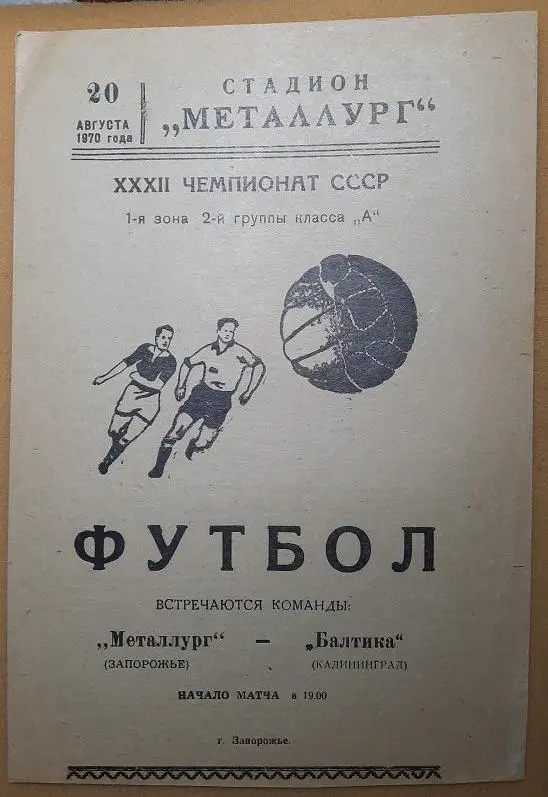 20
АВГУСТА
1970 года
СТАДИОН
„МЕТАЛЛУРГ“
XXXII ЧЕМПИОНАТ СССР
1-я зона 2-й группы класса „А“
ФУТБОЛ
ВСТРЕЧАЮТСЯ КОМАНДЫ:
„Металлург“ — „Балтика“
(ЗАПОРОЖЬЕ) (КАЛИНИНГРАД)
НАЧАЛО МАТЧА в 19.00
г. Запорожье.